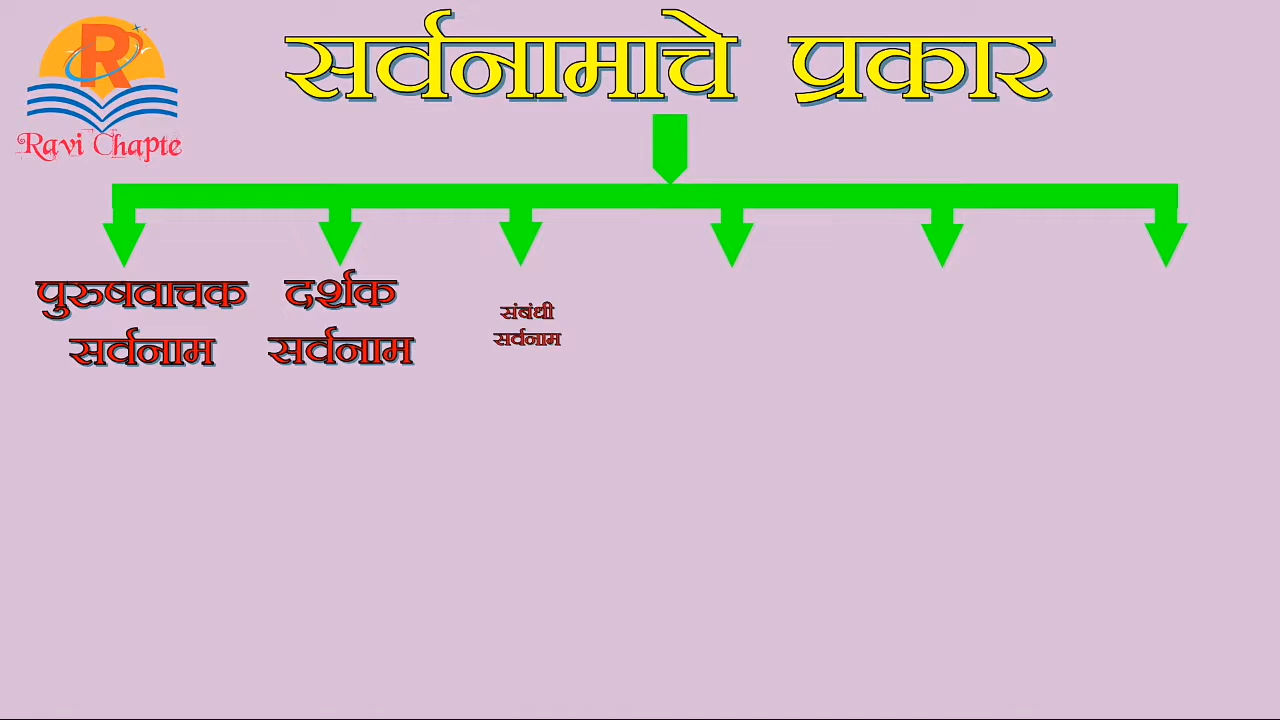 Ravi Chapte
सर्वनामाचे प्रकार
पुरुषवाचक
सर्वनाम
दर्शक
सर्वनाम
संबंधी
सर्वनाम